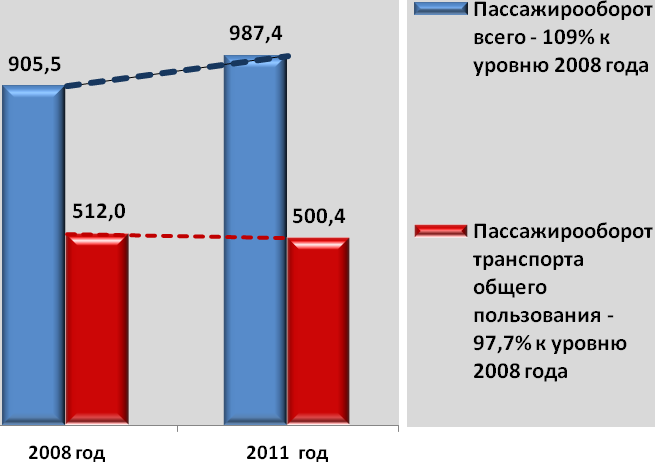 905,5
987,4
512,0
500,4
2008 год
2011 год
Пассажирооборот
всего - 109% к
уровню 2008 года
Пассажирооборот
транспорта
общего
пользования -
97,7% к уровню
2008 года